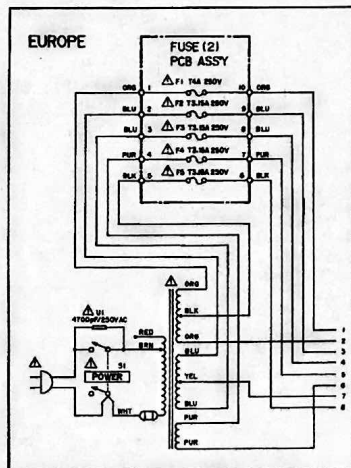 EUROPE
FUSE (2)
PCB ASS'Y
ORG 1 F1 T4A 250V 10 ORG
BLU 2 F2 T3.15A 250V 9 BLU
BLU 3 F3 T3.15A 250V 8 BLU
PUR 4 F4 T3.15A 250V 7 PUR
BLK 5 F5 T3.15A 250V 6 BLK
ORG
BLK
ORG
BLU
YEL
BLU
PUR
PUR
U1
4700pF/250VAC
RED
BRN
S1
POWER
WHT
1
2
3
4
5
6
7
8